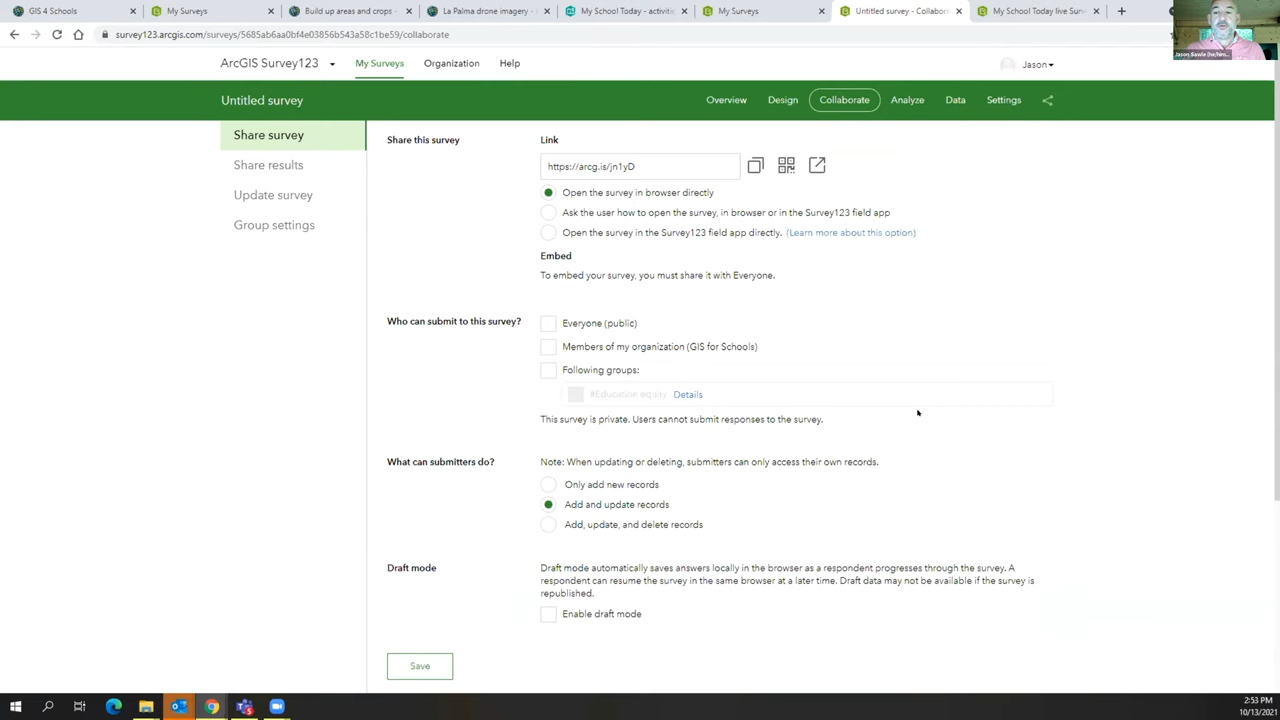 GIS 4 Schools
My Surveys
Build up areas and crops -
La Palma drone imagery -
My School Today - activitie
My Surveys
Untitled survey - Collabora
My School Today live Sur
survey123.arcgis.com/surveys/5685ab6aa0bf4e03856b543a58c1be59/collaborate
ArcGIS Survey123
My Surveys
Organization
Help
Jason
Untitled survey
Overview
Design
Collaborate
Analyze
Data
Settings
Share survey
Share results
Update survey
Group settings
Share this survey
Link
https://arcg.is/jn1yD
Open the survey in browser directly
Ask the user how to open the survey, in browser or in the Survey123 field app
Open the survey in the Survey123 field app directly. (Learn more about this option)
Embed
To embed your survey, you must share it with Everyone.
Who can submit to this survey?
Everyone (public)
Members of my organization (GIS for Schools)
Following groups:
#Education equity Details
This survey is private. Users cannot submit responses to the survey.
What can submitters do?
Note: When updating or deleting, submitters can only access their own records.
Only add new records
Add and update records
Add, update, and delete records
Draft mode
Draft mode automatically saves answers locally in the browser as a respondent progresses through the survey. A
respondent can resume the survey in the same browser at a later time. Draft data may not be available if the survey is
republished.
Enable draft mode
Save
2:53 PM
10/13/2021